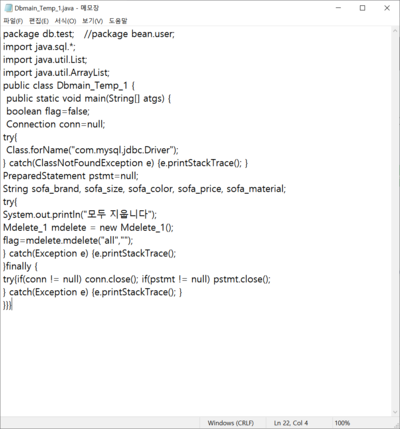 Dbmain_Temp_1.java - 메모장
파일(F) 편집(E) 서식(O) 보기(V) 도움말
package db.test;   //package bean.user;
import java.sql.*;
import java.util.List;
import java.util.ArrayList;
public class Dbmain_Temp_1 {
 public static void main(String[] atgs) {
 boolean flag=false;
 Connection conn=null;
try{
 Class.forName("com.mysql.jdbc.Driver");
} catch(ClassNotFoundException e) {e.printStackTrace(); }
PreparedStatement pstmt=null;
String sofa_brand, sofa_size, sofa_color, sofa_price, sofa_material;
try{
System.out.println("모두 지웁니다");
Mdelete_1 mdelete = new Mdelete_1();
flag=mdelete.mdelete("all","");
} catch(Exception e) {e.printStackTrace();
}finally {
try{if(conn != null) conn.close(); if(pstmt != null) pstmt.close();
} catch(Exception e) {e.printStackTrace(); }
}}}
Windows (CRLF) Ln 22, Col 4 100%